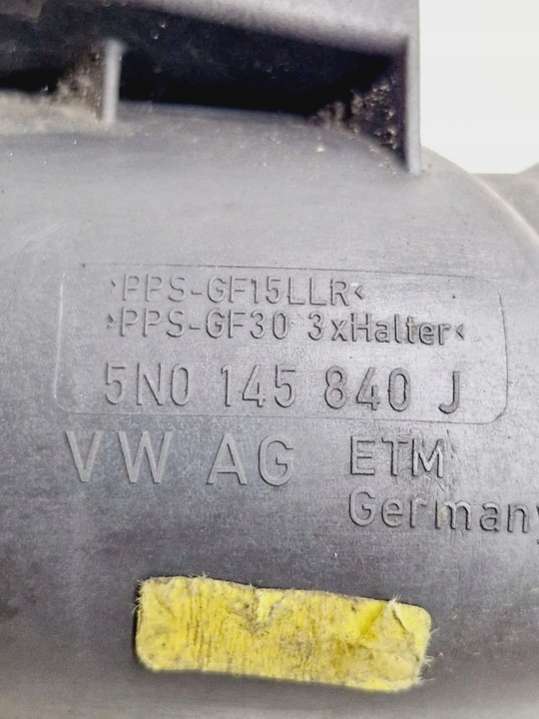 >PPS-GF15LLR<
>PPS-GF30 3xHalter<
5N0 145 840 J
VW AG ETM
Germany